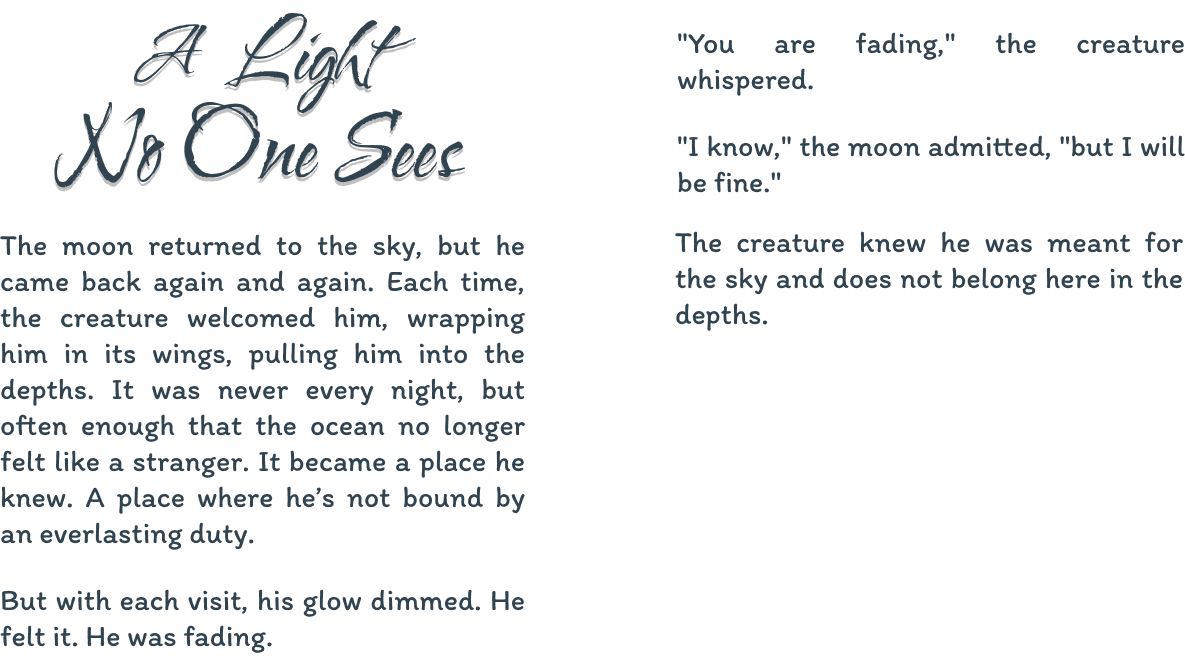 A Light
No One Sees
The moon returned to the sky, but he
came back again and again. Each time,
the creature welcomed him, wrapping
him in its wings, pulling him into the
depths. It was never every night, but
often enough that the ocean no longer
felt like a stranger. It became a place he
knew. A place where he’s not bound by
an everlasting duty.
But with each visit, his glow dimmed. He
felt it. He was fading.
"You are fading," the creature
whispered.
"I know," the moon admitted, "but I will
be fine."
The creature knew he was meant for
the sky and does not belong here in the
depths.